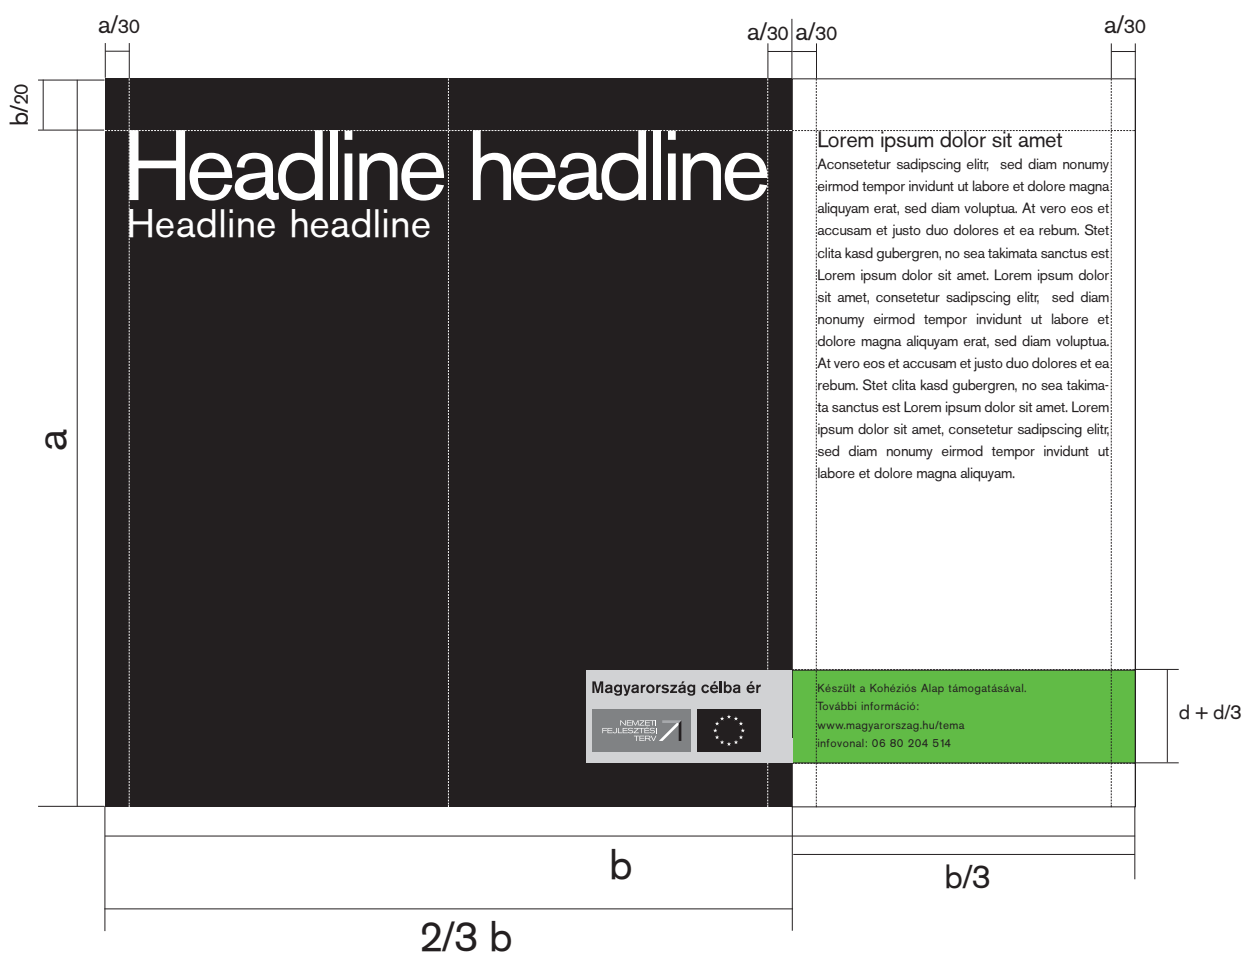 a/30
a/30
a/30
a/30
b/20
Headline headline
Headline headline
a
Lorem ipsum dolor sit amet
Aconsetetur sadipscing elitr, sed diam nonumy
eirmod tempor invidunt ut labore et dolore magna
aliquyam erat, sed diam voluptua. At vero eos et
accusam et justo duo dolores et ea rebum. Stet
clita kasd gubergren, no sea takimata sanctus est
Lorem ipsum dolor sit amet. Lorem ipsum dolor
sit amet, consetetur sadipscing elitr, sed diam
nonumy eirmod tempor invidunt ut labore et
dolore magna aliquyam erat, sed diam voluptua.
At vero eos et accusam et justo duo dolores et ea
rebum. Stet clita kasd gubergren, no sea takima-
ta sanctus est Lorem ipsum dolor sit amet. Lorem
ipsum dolor sit amet, consetetur sadipscing elitr,
sed diam nonumy eirmod tempor invidunt ut
labore et dolore magna aliquyam.
Magyarország célba ér
NEMZETI
FEJLESZTÉSI
TERV
Készült a Kohéziós Alap támogatásával.
További információ:
www.magyarorszag.hu/tema
infovonal: 06 80 204 514
d + d/3
b
b/3
2/3 b